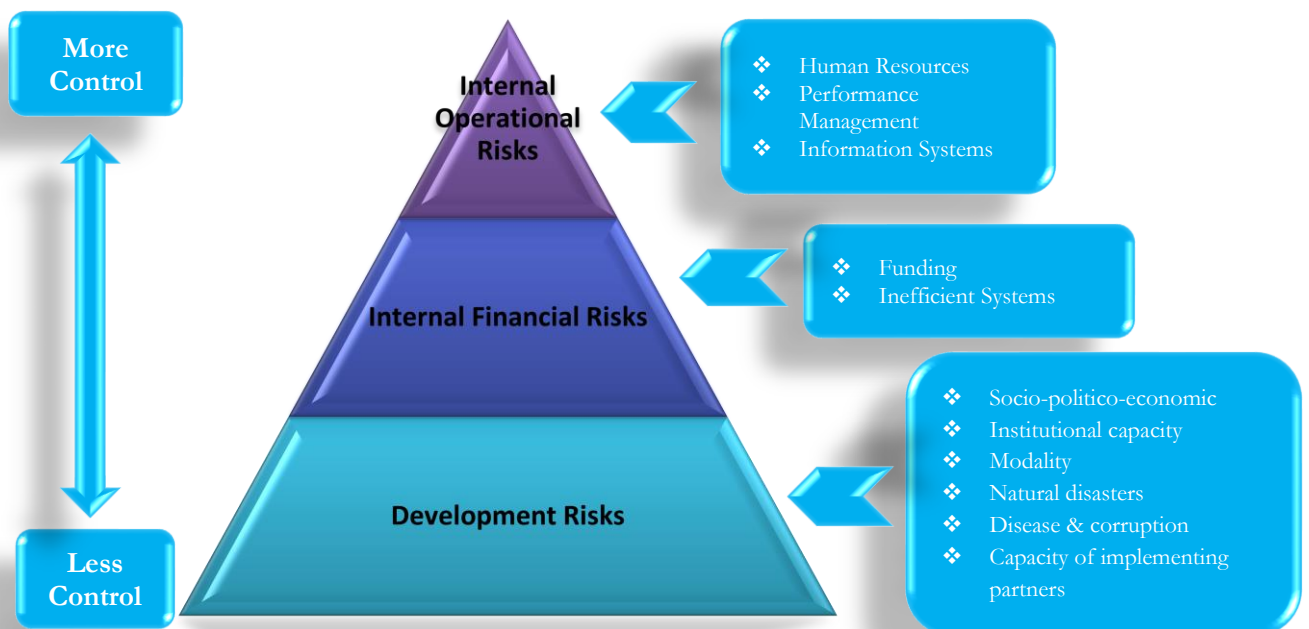 More
Control
Internal
Operational
Risks
❖ Human Resources
❖ Performance
Management
❖ Information Systems
Internal Financial Risks
❖ Funding
❖ Inefficient Systems
Development Risks
❖ Socio-politico-economic
❖ Institutional capacity
❖ Modality
❖ Natural disasters
❖ Disease & corruption
❖ Capacity of implementing
partners
Less
Control